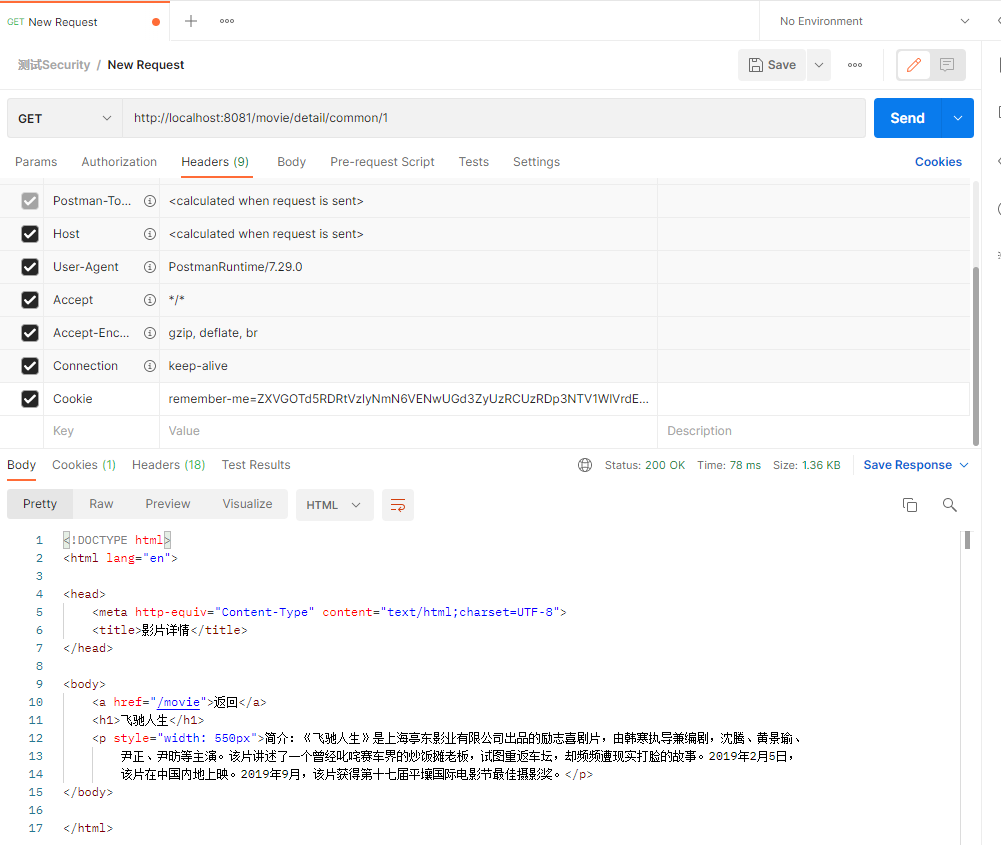 GET New Request
No Environment
测试Security / New Request
Save
GET http://localhost:8081/movie/detail/common/1 Send
Params Authorization Headers (9) Body Pre-request Script Tests Settings Cookies
Postman-To... <calculated when request is sent>
Host <calculated when request is sent>
User-Agent PostmanRuntime/7.29.0
Accept */*
Accept-Enc... gzip, deflate, br
Connection keep-alive
Cookie remember-me=ZXVGOTd5RDRtVzlyNmN6VENwUGd3ZyUzRCUzRDp3NTV1WlVrdE...
Key Value Description
Body Cookies (1) Headers (18) Test Results Status: 200 OK Time: 78 ms Size: 1.36 KB Save Response
Pretty Raw Preview Visualize HTML
1 <!DOCTYPE html>
2 <html lang="en">
3
4 <head>
5 <meta http-equiv="Content-Type" content="text/html;charset=UTF-8">
6 <title>影片详情</title>
7 </head>
8
9 <body>
10 <a href="/movie">返回</a>
11 <h1>飞驰人生</h1>
12 <p style="width: 550px">简介：《飞驰人生》是上海亭东影业有限公司出品的励志喜剧片，由韩寒执导兼编剧，沈腾、黄景瑜、
13 尹正、尹昉等主演。该片讲述了一个曾经叱咤赛车界的炒饭摊老板，试图重返车坛，却频频遭现实打脸的故事。2019年2月5日，
14 该片在中国内地上映。2019年9月，该片获得第十七届平壤国际电影节最佳摄影奖。</p>
15 </body>
16
17 </html>